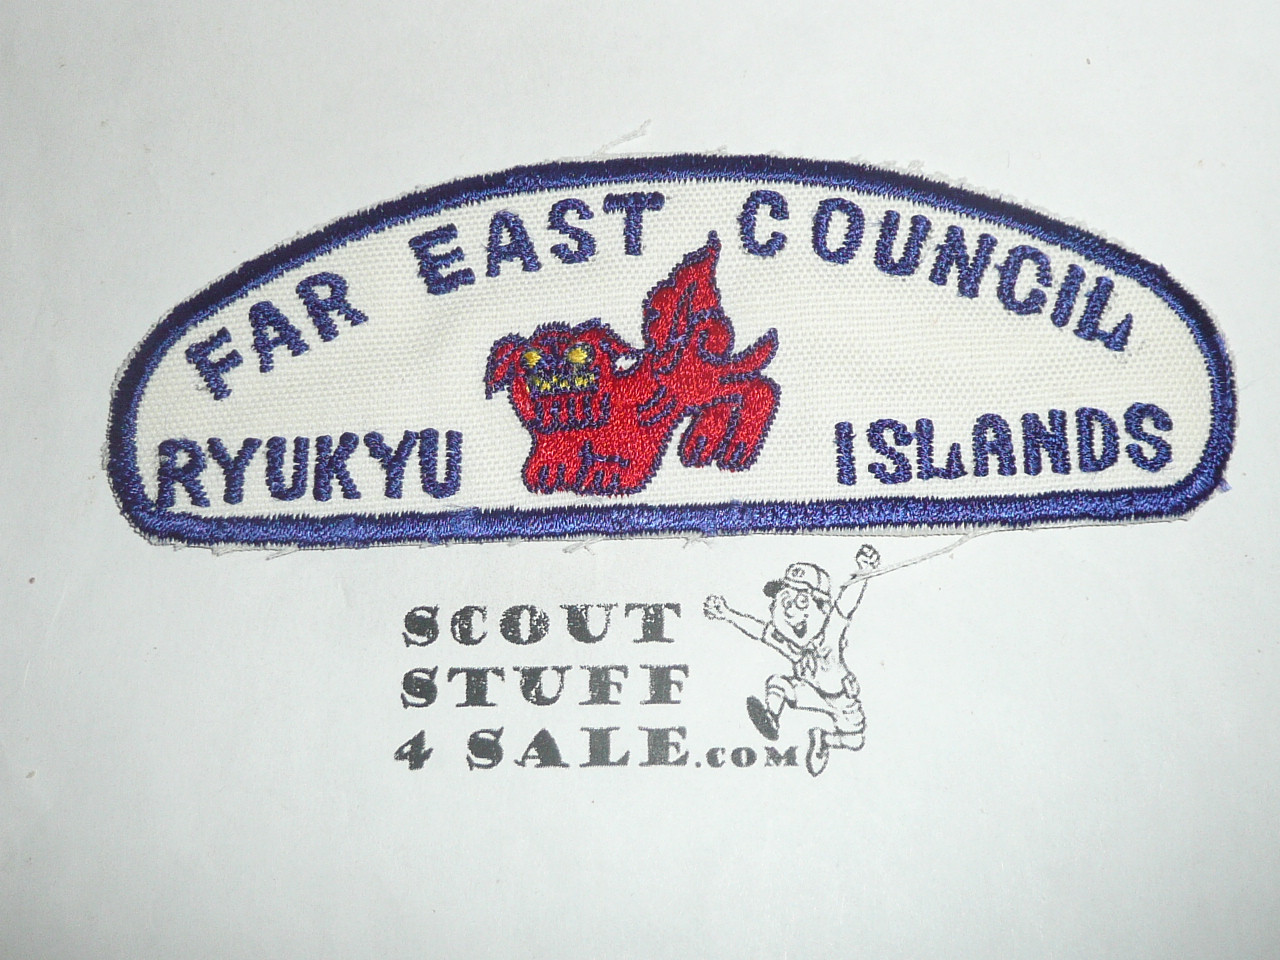 FAR EAST COUNCIL
RYUKYU ISLANDS
SCOUT
STUFF
4 SALE.COM